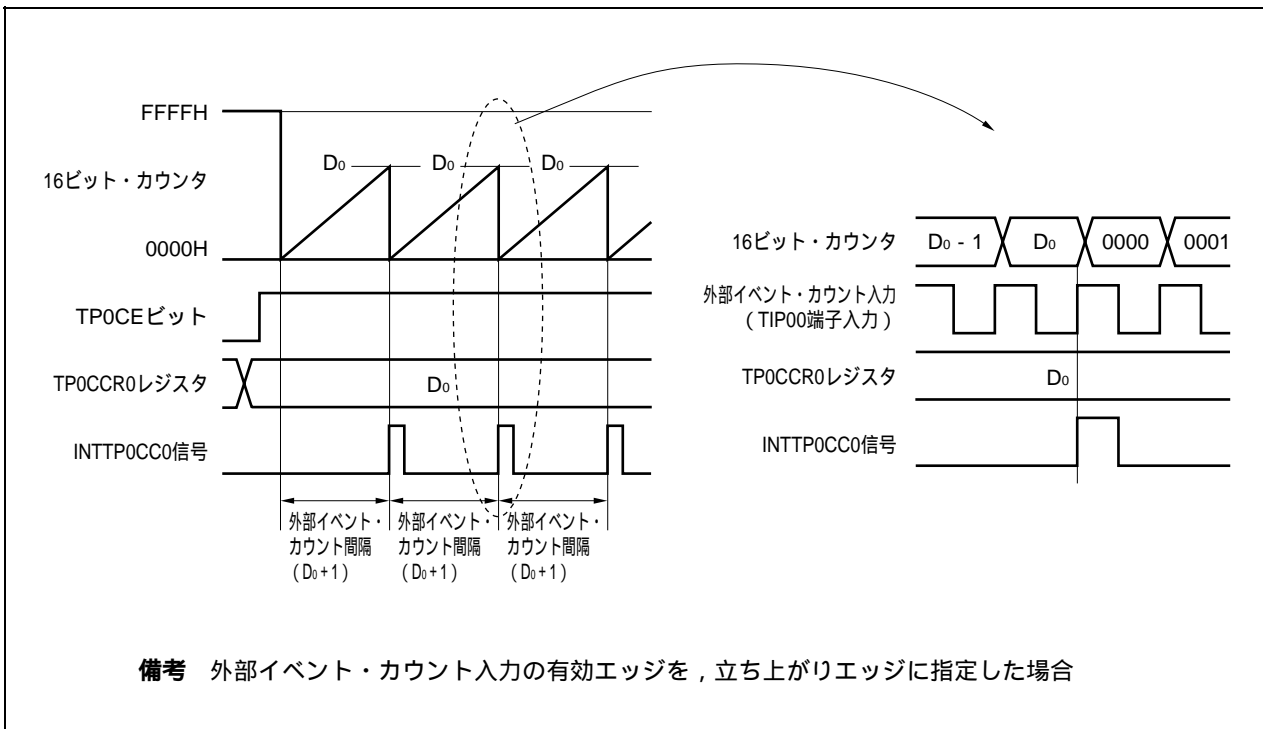 FFFFH
16ビット・カウンタ
0000H
D0
D0
D0
TP0CEビット
TP0CCR0レジスタ
D0
INTTP0CC0信号
外部イベント・
カウント間隔
(D0+1)
外部イベント・
カウント間隔
(D0+1)
外部イベント・
カウント間隔
(D0+1)
16ビット・カウンタ
D0 - 1
D0
0000
0001
外部イベント・カウント入力
(TIP00端子入力)
TP0CCR0レジスタ
D0
INTTP0CC0信号
備考 外部イベント・カウント入力の有効エッジを,立ち上がりエッジに指定した場合